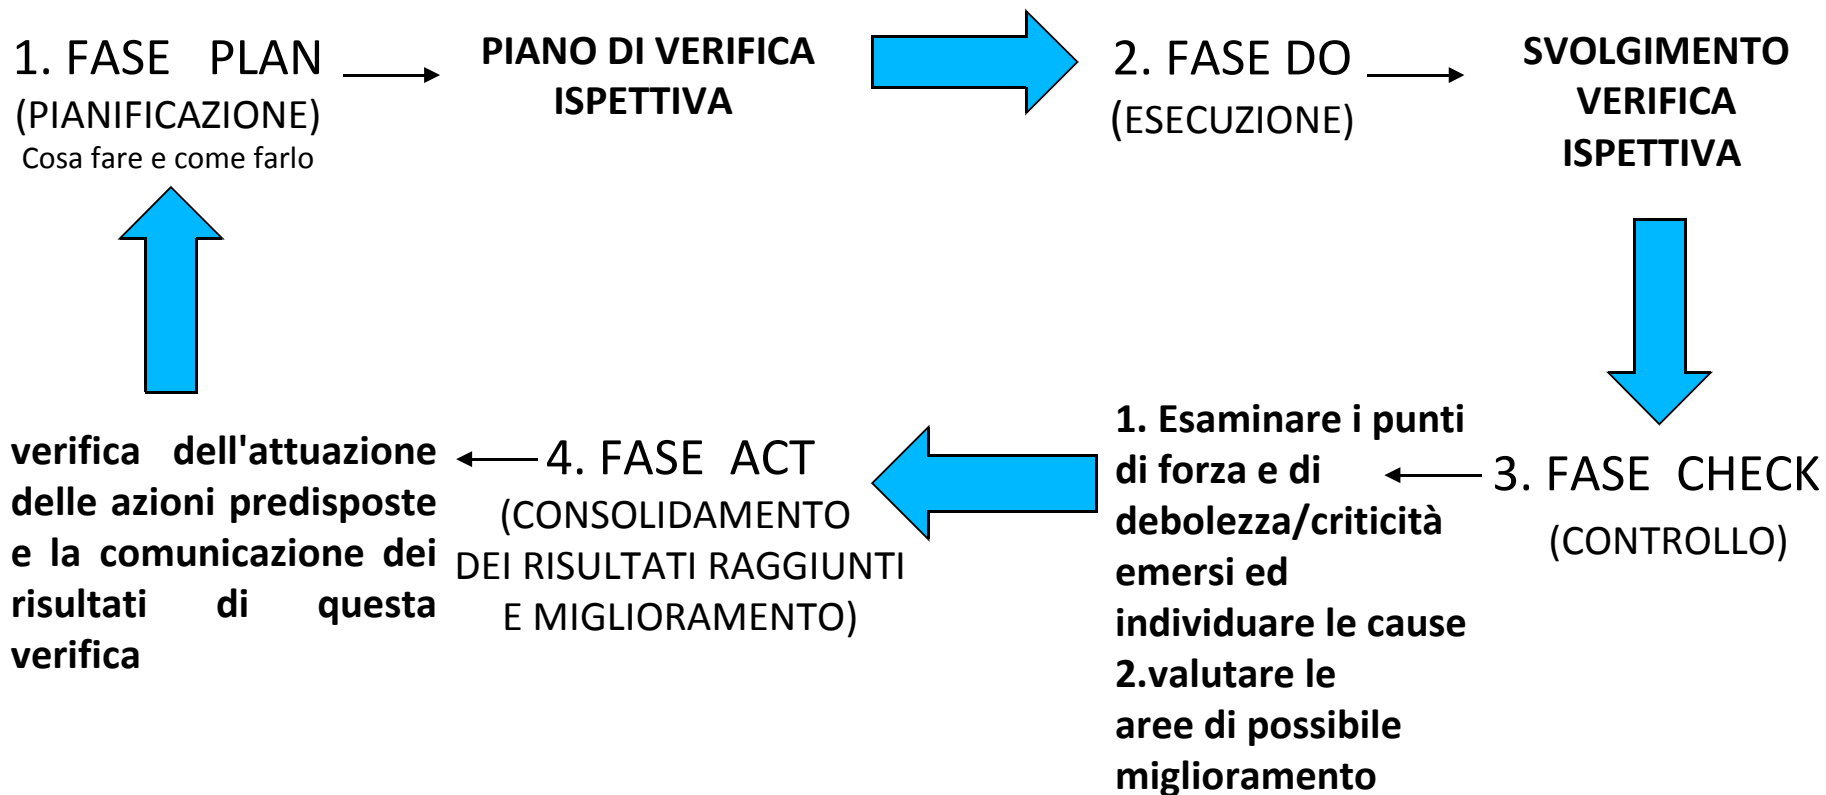 1. FASE PLAN
(PIANIFICAZIONE)
Cosa fare e come farlo
PIANO DI VERIFICA
ISPETTIVA
2. FASE DO
(ESECUZIONE)
SVOLGIMENTO
VERIFICA
ISPETTIVA
3. FASE CHECK
(CONTROLLO)
1. Esaminare i punti
di forza e di
debolezza/criticità
emersi ed
individuare le cause
2.valutare le
aree di possibile
miglioramento
4. FASE ACT
(CONSOLIDAMENTO
DEI RISULTATI RAGGIUNTI
E MIGLIORAMENTO)
verifica dell'attuazione
delle azioni predisposte
e la comunicazione dei
risultati di questa
verifica